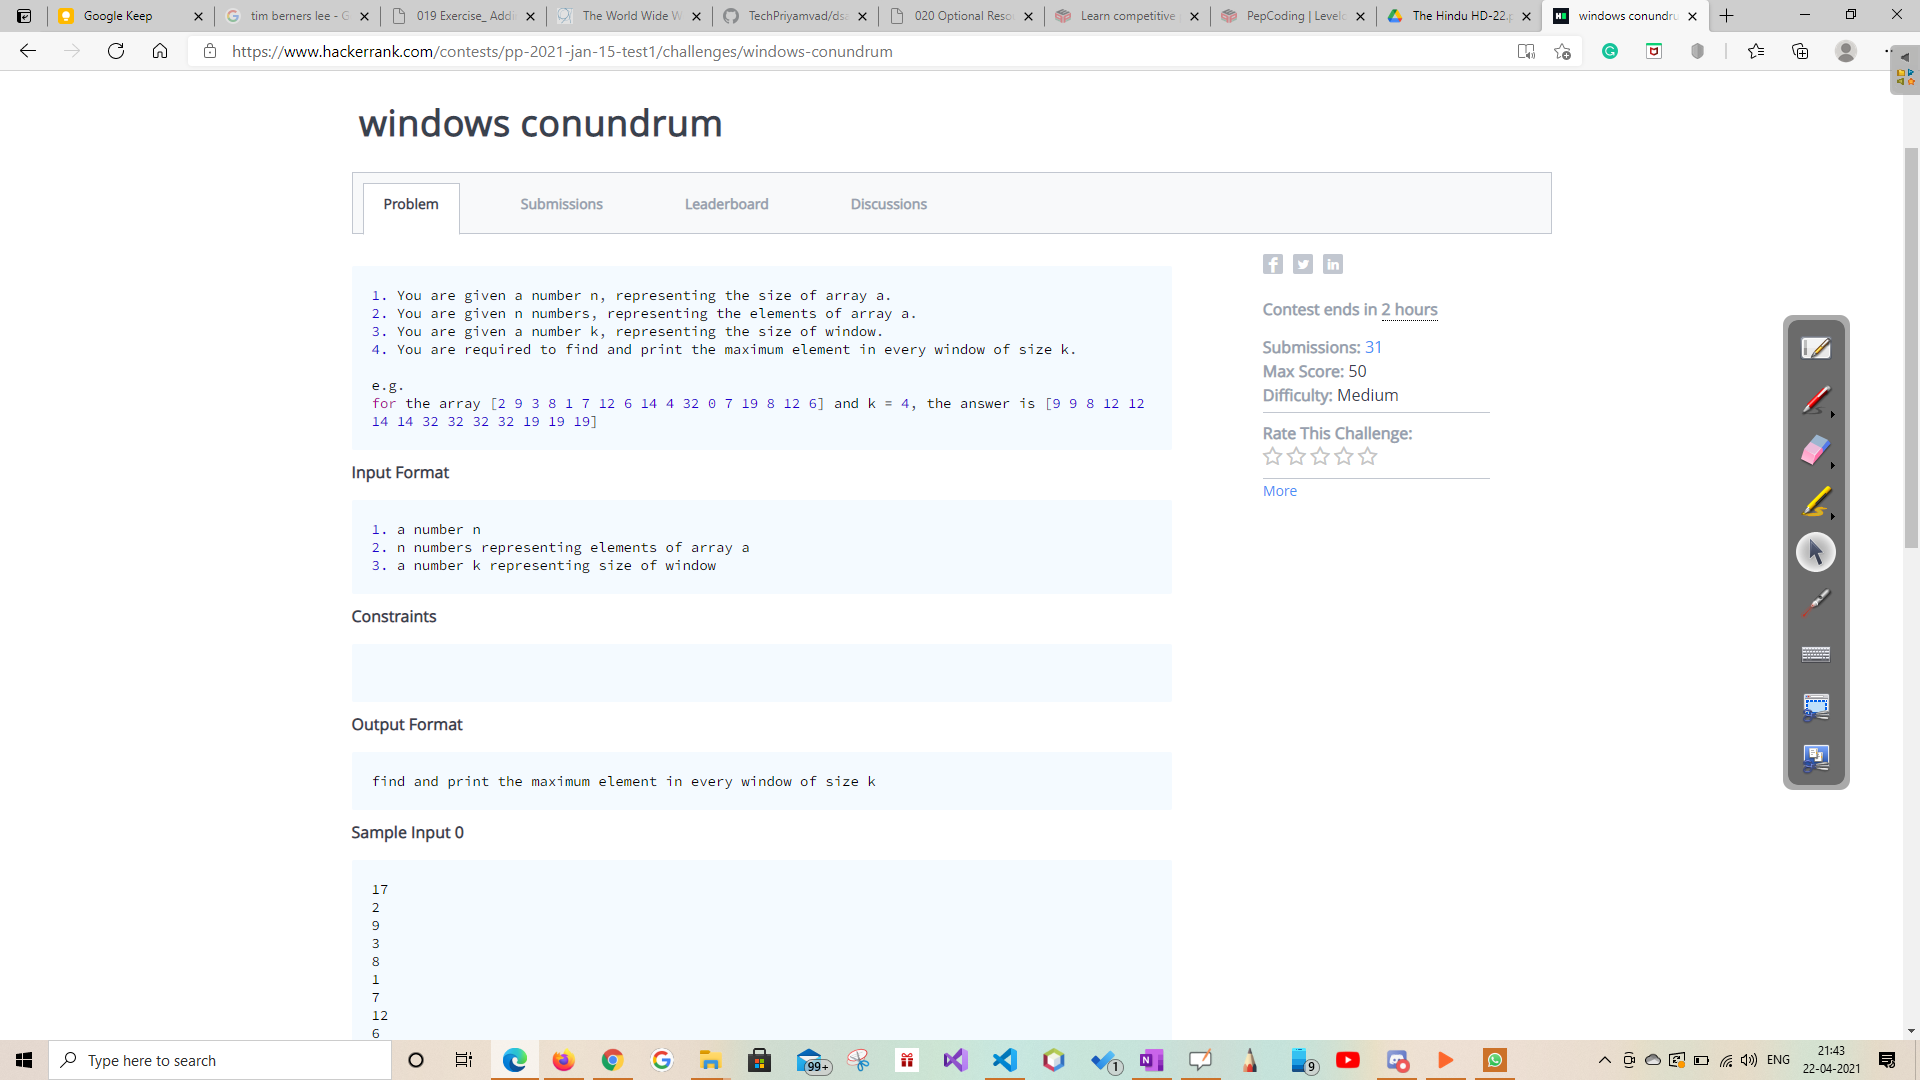 Google Keep
tim berners lee - G
019 Exercise_ Addi
The World Wide W
TechPriyamvad/ds
020 Optional Reso
Learn competitive
PepCoding | Level
The Hindu HD-22.
windows conundru
https://www.hackerrank.com/contests/pp-2021-jan-15-test1/challenges/windows-conundrum
windows conundrum
Problem
Submissions
Leaderboard
Discussions
1. You are given a number n, representing the size of array a.
2. You are given n numbers, representing the elements of array a.
3. You are given a number k, representing the size of window.
4. You are required to find and print the maximum element in every window of size k.
e.g.
for the array [2 9 3 8 1 7 12 6 14 4 32 0 7 19 8 12 6] and k = 4, the answer is [9 9 8 12 12
14 14 32 32 32 32 19 19 19]
Input Format
1. a number n
2. n numbers representing elements of array a
3. a number k representing size of window
Constraints
Output Format
find and print the maximum element in every window of size k
Sample Input 0
17
2
9
3
8
1
7
12
6
Contest ends in 2 hours
Submissions: 31
Max Score: 50
Difficulty: Medium
Rate This Challenge:
More
Type here to search
99+
1
9
ENG
21:43
22-04-2021